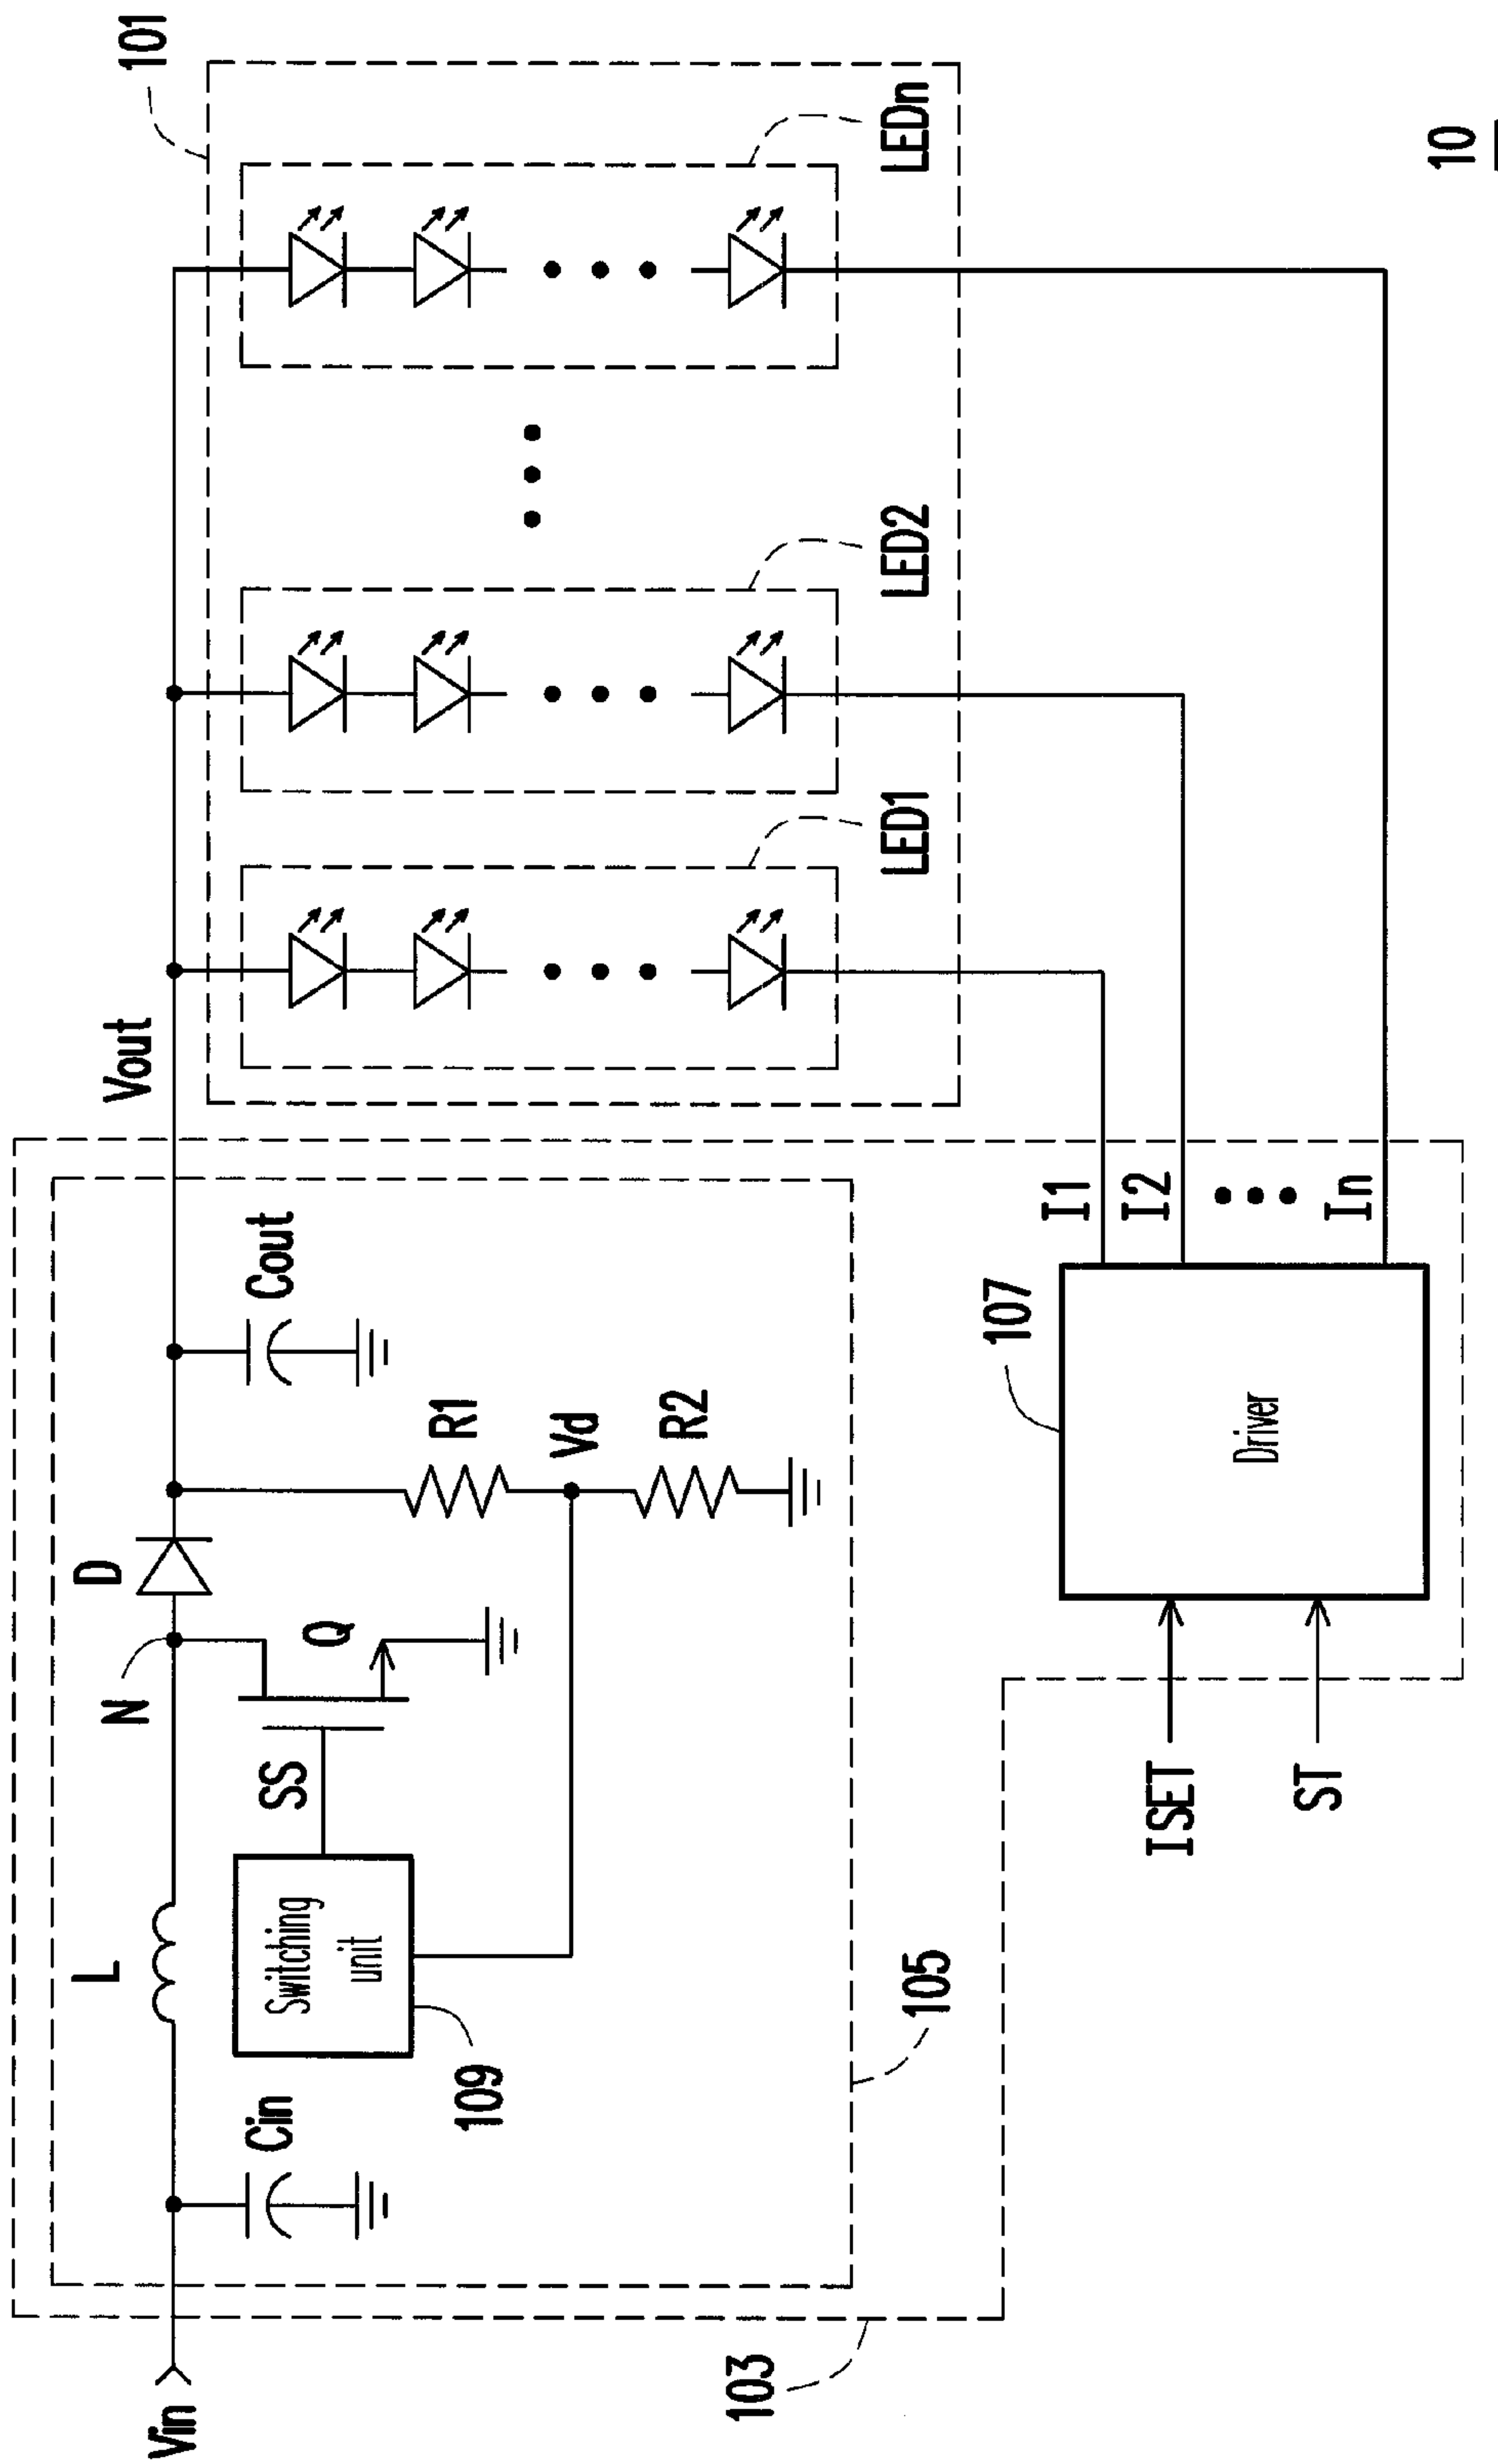 Vin
Cin
L
N
D
Vout
101
Switching
unit
109
SS
Q
R1
Vd
R2
Cout
LED1
LED2
LEDn
103
105
107
Driver
ISET
ST
I1
I2
In
10